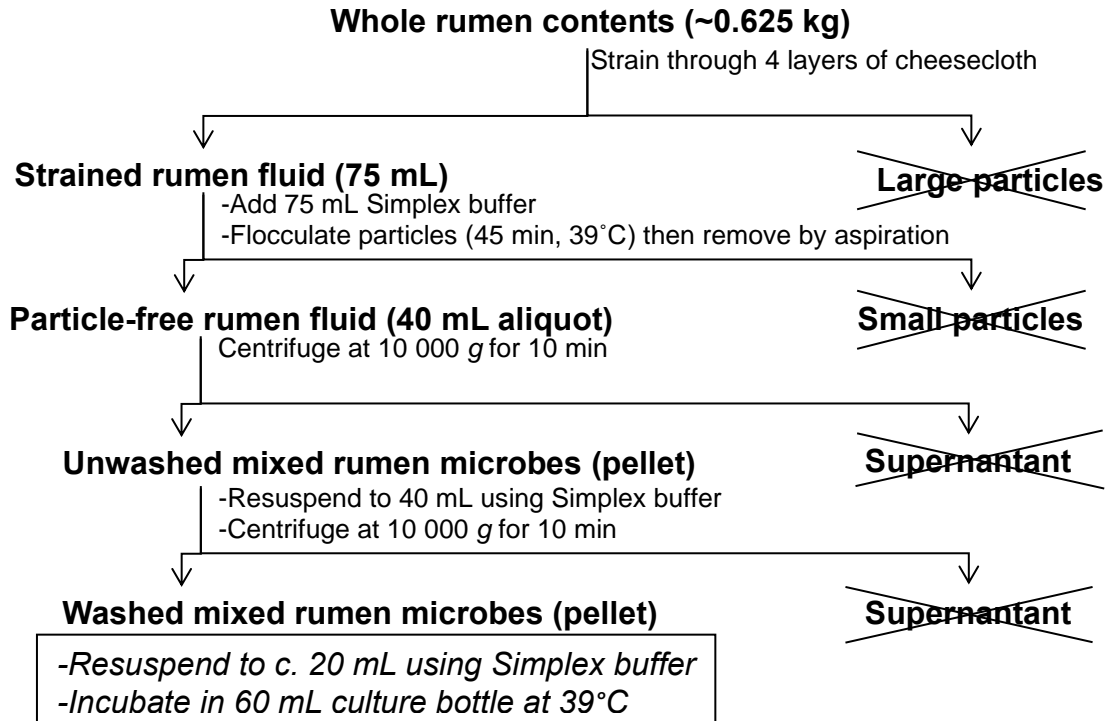 Whole rumen contents (~0.625 kg)
Strain through 4 layers of cheesecloth
Strained rumen fluid (75 mL)
Large particles
-Add 75 mL Simplex buffer
-Flocculate particles (45 min, 39˚C) then remove by aspiration
Particle-free rumen fluid (40 mL aliquot)
Small particles
Centrifuge at 10 000 g for 10 min
Unwashed mixed rumen microbes (pellet)
Supernantant
-Resuspend to 40 mL using Simplex buffer
-Centrifuge at 10 000 g for 10 min
Washed mixed rumen microbes (pellet)
Supernantant
-Resuspend to c. 20 mL using Simplex buffer
-Incubate in 60 mL culture bottle at 39°C